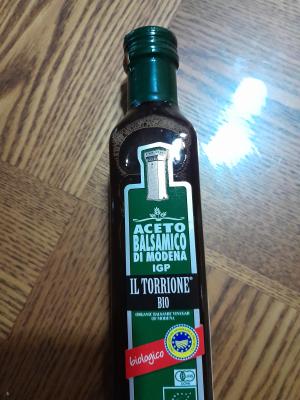 ACETO
BALSAMICO
DI MODENA
IGP
IL TORRIONE
BIO
ORGANIC BALSAMIC VINEGAR
OF MODENA
biologico